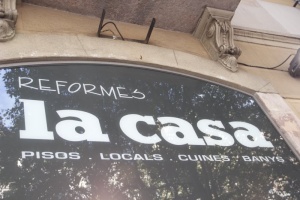 REFORMES
la casa
PISOS . LOCALS . CUINES . BANYS